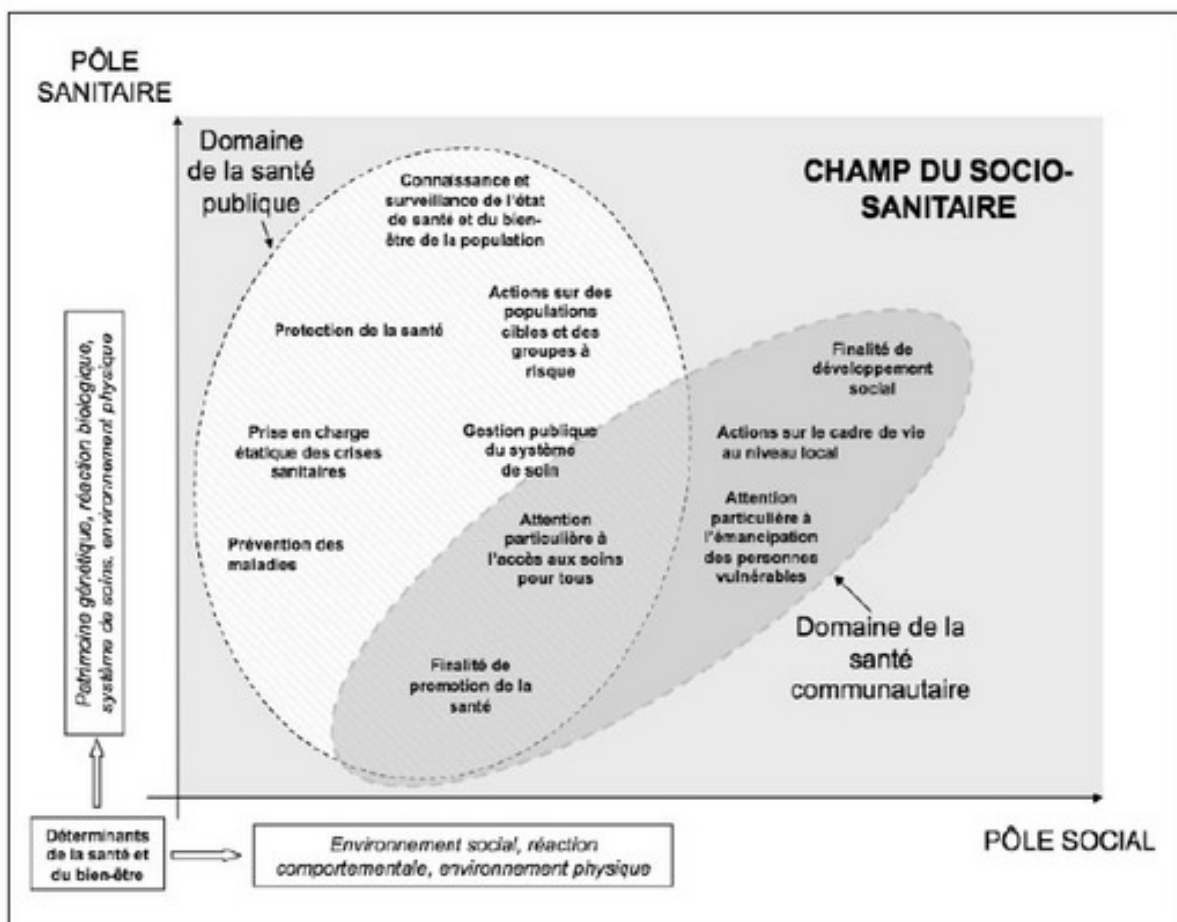 PÔLE
SANITAIRE
Domaine
de la santé
publique
CHAMP DU SOCIO-
SANITAIRE
Connaissance et
surveillance de l'état
de santé et du bien-
être de la population
Actions sur des
populations
cibles et des
groupes à
risque
Protection de la santé
Finalité de
développement
social
Prise en charge
étatique des crises
sanitaires
Gestion publique
du système
de soin
Actions sur le cadre de vie
au niveau local
Attention
particulière à
l'émancipation
des personnes
vulnérables
Attention
particulière à
l'accès aux soins
pour tous
Prévention des
maladies
Domaine de la
santé
communautaire
Finalité de
promotion de la
santé
Patrimoine génétique, réaction biologique,
système de soins, environnement physique
Déterminants
de la santé et
du bien-être
Environnement social, réaction
comportementale, environnement physique
PÔLE SOCIAL